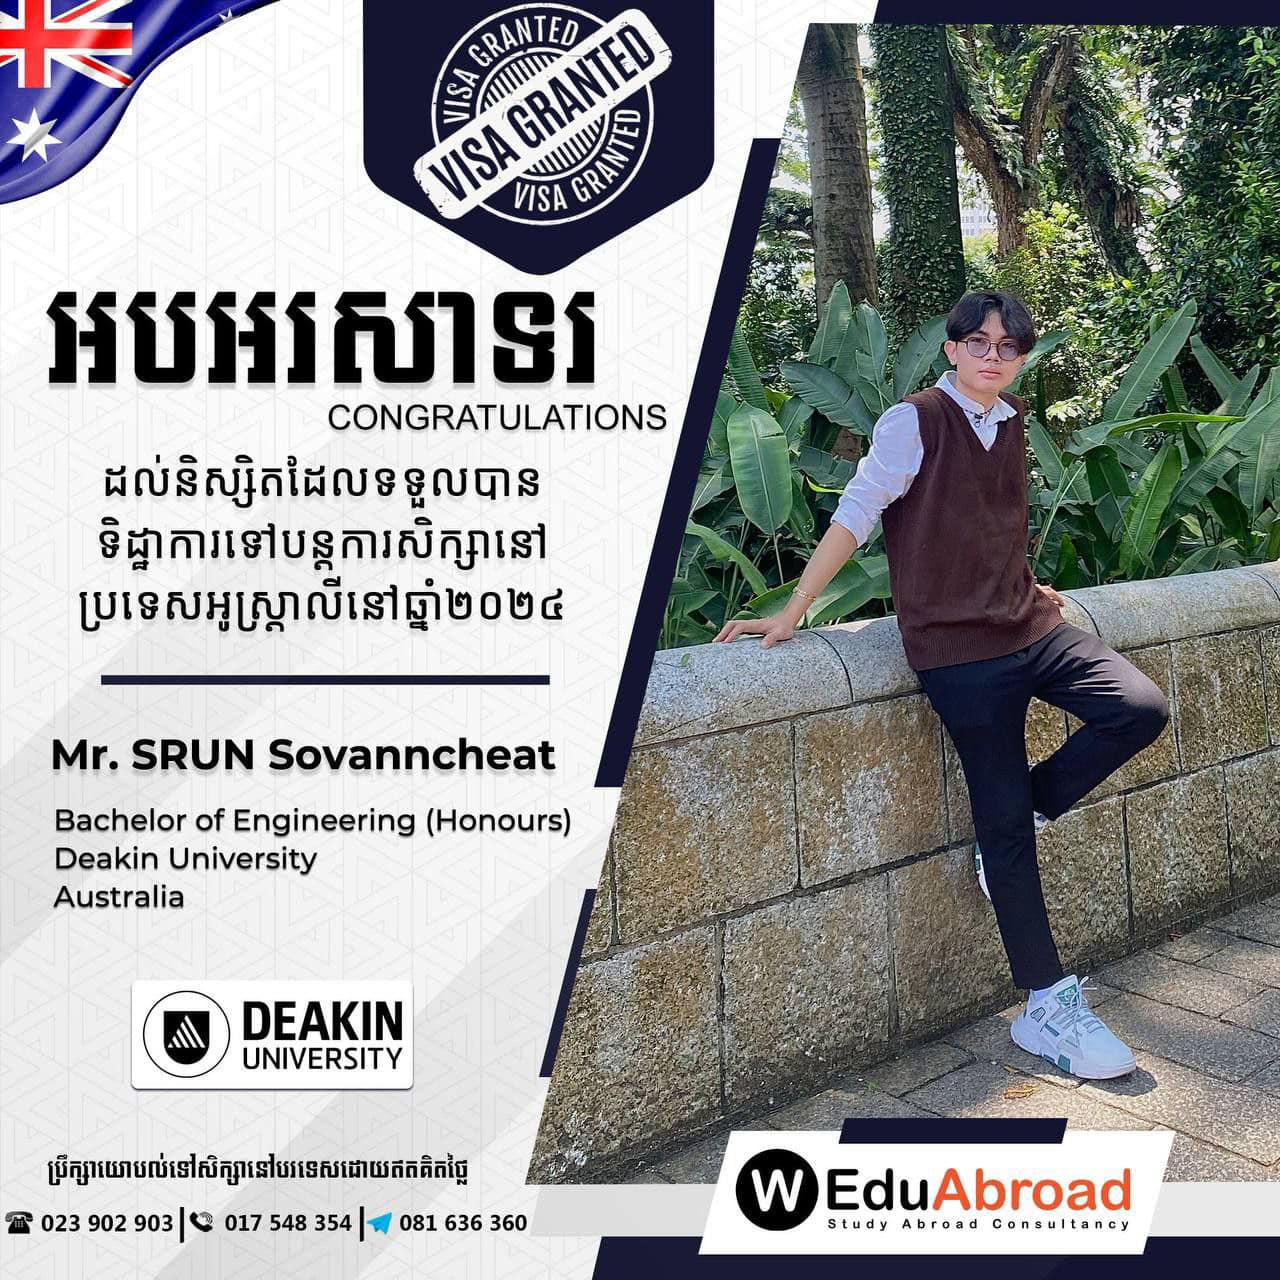 VISA GRANTED
VISA GRANTED
VISA GRANTED
អបអរសាទរ
CONGRATULATIONS
ដល់និស្សិតដែលទទួលបាន
ទិដ្ឋាការទៅបន្តការសិក្សានៅ
ប្រទេសអូស្ត្រាលីនៅឆ្នាំ២០២៤
Mr. SRUN Sovanncheat
Bachelor of Engineering (Honours)
Deakin University
Australia
DEAKIN
UNIVERSITY
ប្រឹក្សាយោបល់ទៅសិក្សានៅបរទេសដោយឥតគិតថ្លៃ
023 902 903 | 017 548 354 | 081 636 360
W EduAbroad
Study Abroad Consultancy